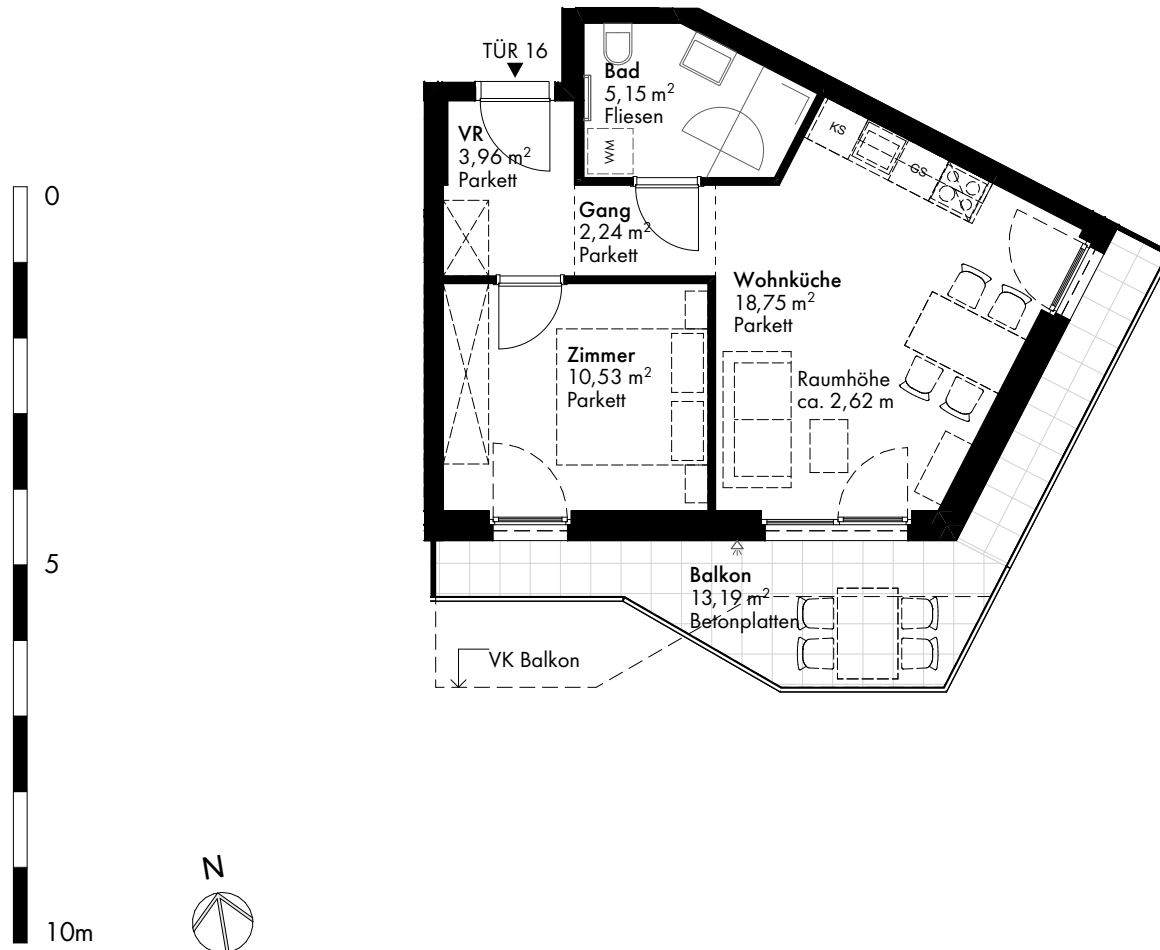 TÜR 16
Bad
5,15 m²
Fliesen
WM
KS
GS
VR
3,96 m²
Parkett
Gang
2,24 m²
Parkett
Wohnküche
18,75 m²
Parkett
Zimmer
10,53 m²
Parkett
Raumhöhe
ca. 2,62 m
Balkon
13,19 m²
Betonplatten
VK Balkon
0
5
10m
N